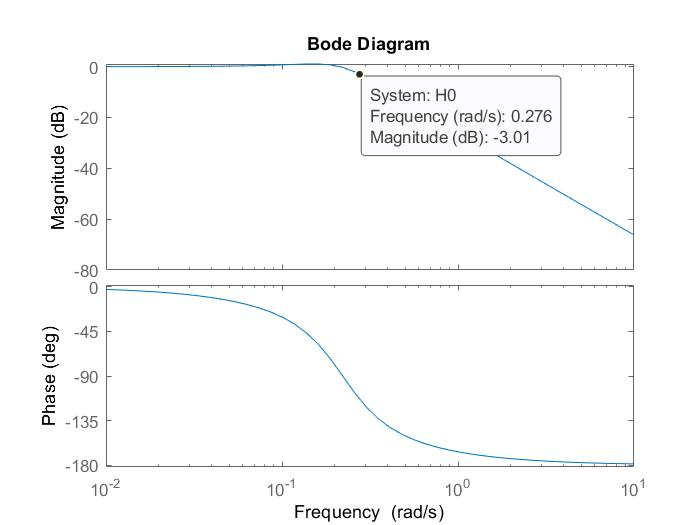 Bode Diagram
Magnitude (dB)
0
-20
-40
-60
-80
System: H0
Frequency (rad/s): 0.276
Magnitude (dB): -3.01
Phase (deg)
0
-45
-90
-135
-180
10^-2 10^-1 10^0 10^1
Frequency (rad/s)